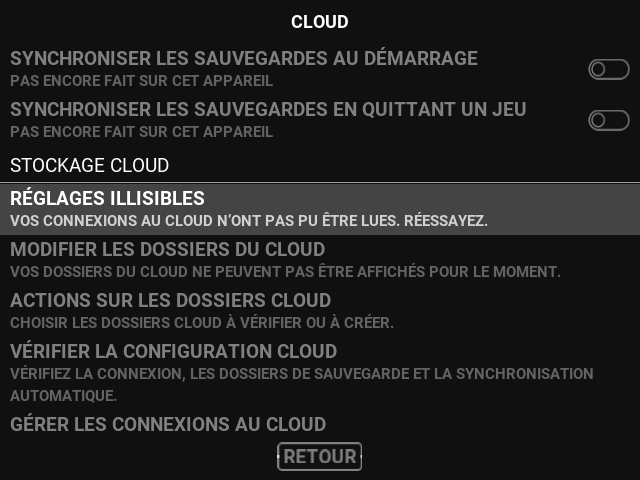 CLOUD
SYNCHRONISER LES SAUVEGARDES AU DÉMARRAGE
PAS ENCORE FAIT SUR CET APPAREIL
SYNCHRONISER LES SAUVEGARDES EN QUITTANT UN JEU
PAS ENCORE FAIT SUR CET APPAREIL
STOCKAGE CLOUD
RÉGLAGES ILLISIBLES
VOS CONNEXIONS AU CLOUD N’ONT PAS PU ÊTRE LUES. RÉESSAYEZ.
MODIFIER LES DOSSIERS DU CLOUD
VOS DOSSIERS DU CLOUD NE PEUVENT PAS ÊTRE AFFICHÉS POUR LE MOMENT.
ACTIONS SUR LES DOSSIERS CLOUD
CHOISIR LES DOSSIERS CLOUD À VÉRIFIER OU À CRÉER.
VÉRIFIER LA CONFIGURATION CLOUD
VÉRIFIEZ LA CONNEXION, LES DOSSIERS DE SAUVEGARDE ET LA SYNCHRONISATION
AUTOMATIQUE.
GÉRER LES CONNEXIONS AU CLOUD
RETOUR